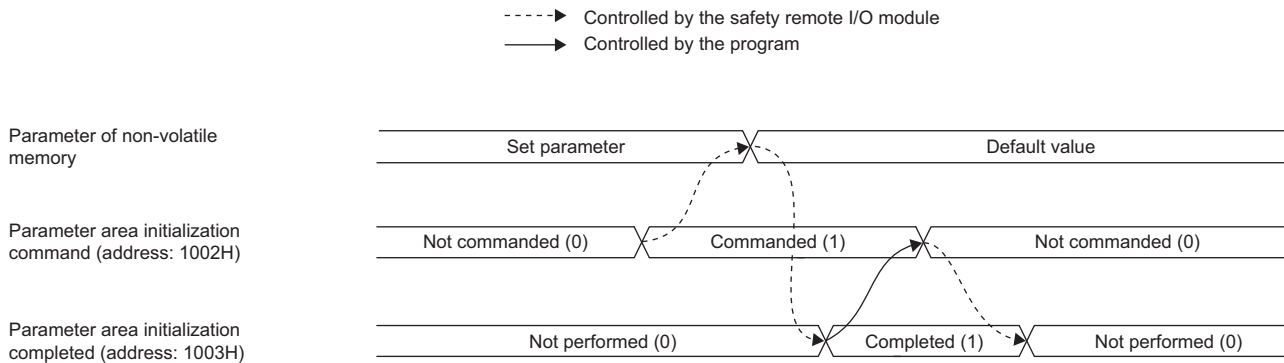 Controlled by the safety remote I/O module
Controlled by the program
Parameter of non-volatile
memory
Set parameter
Default value
Parameter area initialization
command (address: 1002H)
Not commanded (0)
Commanded (1)
Not commanded (0)
Parameter area initialization
completed (address: 1003H)
Not performed (0)
Completed (1)
Not performed (0)